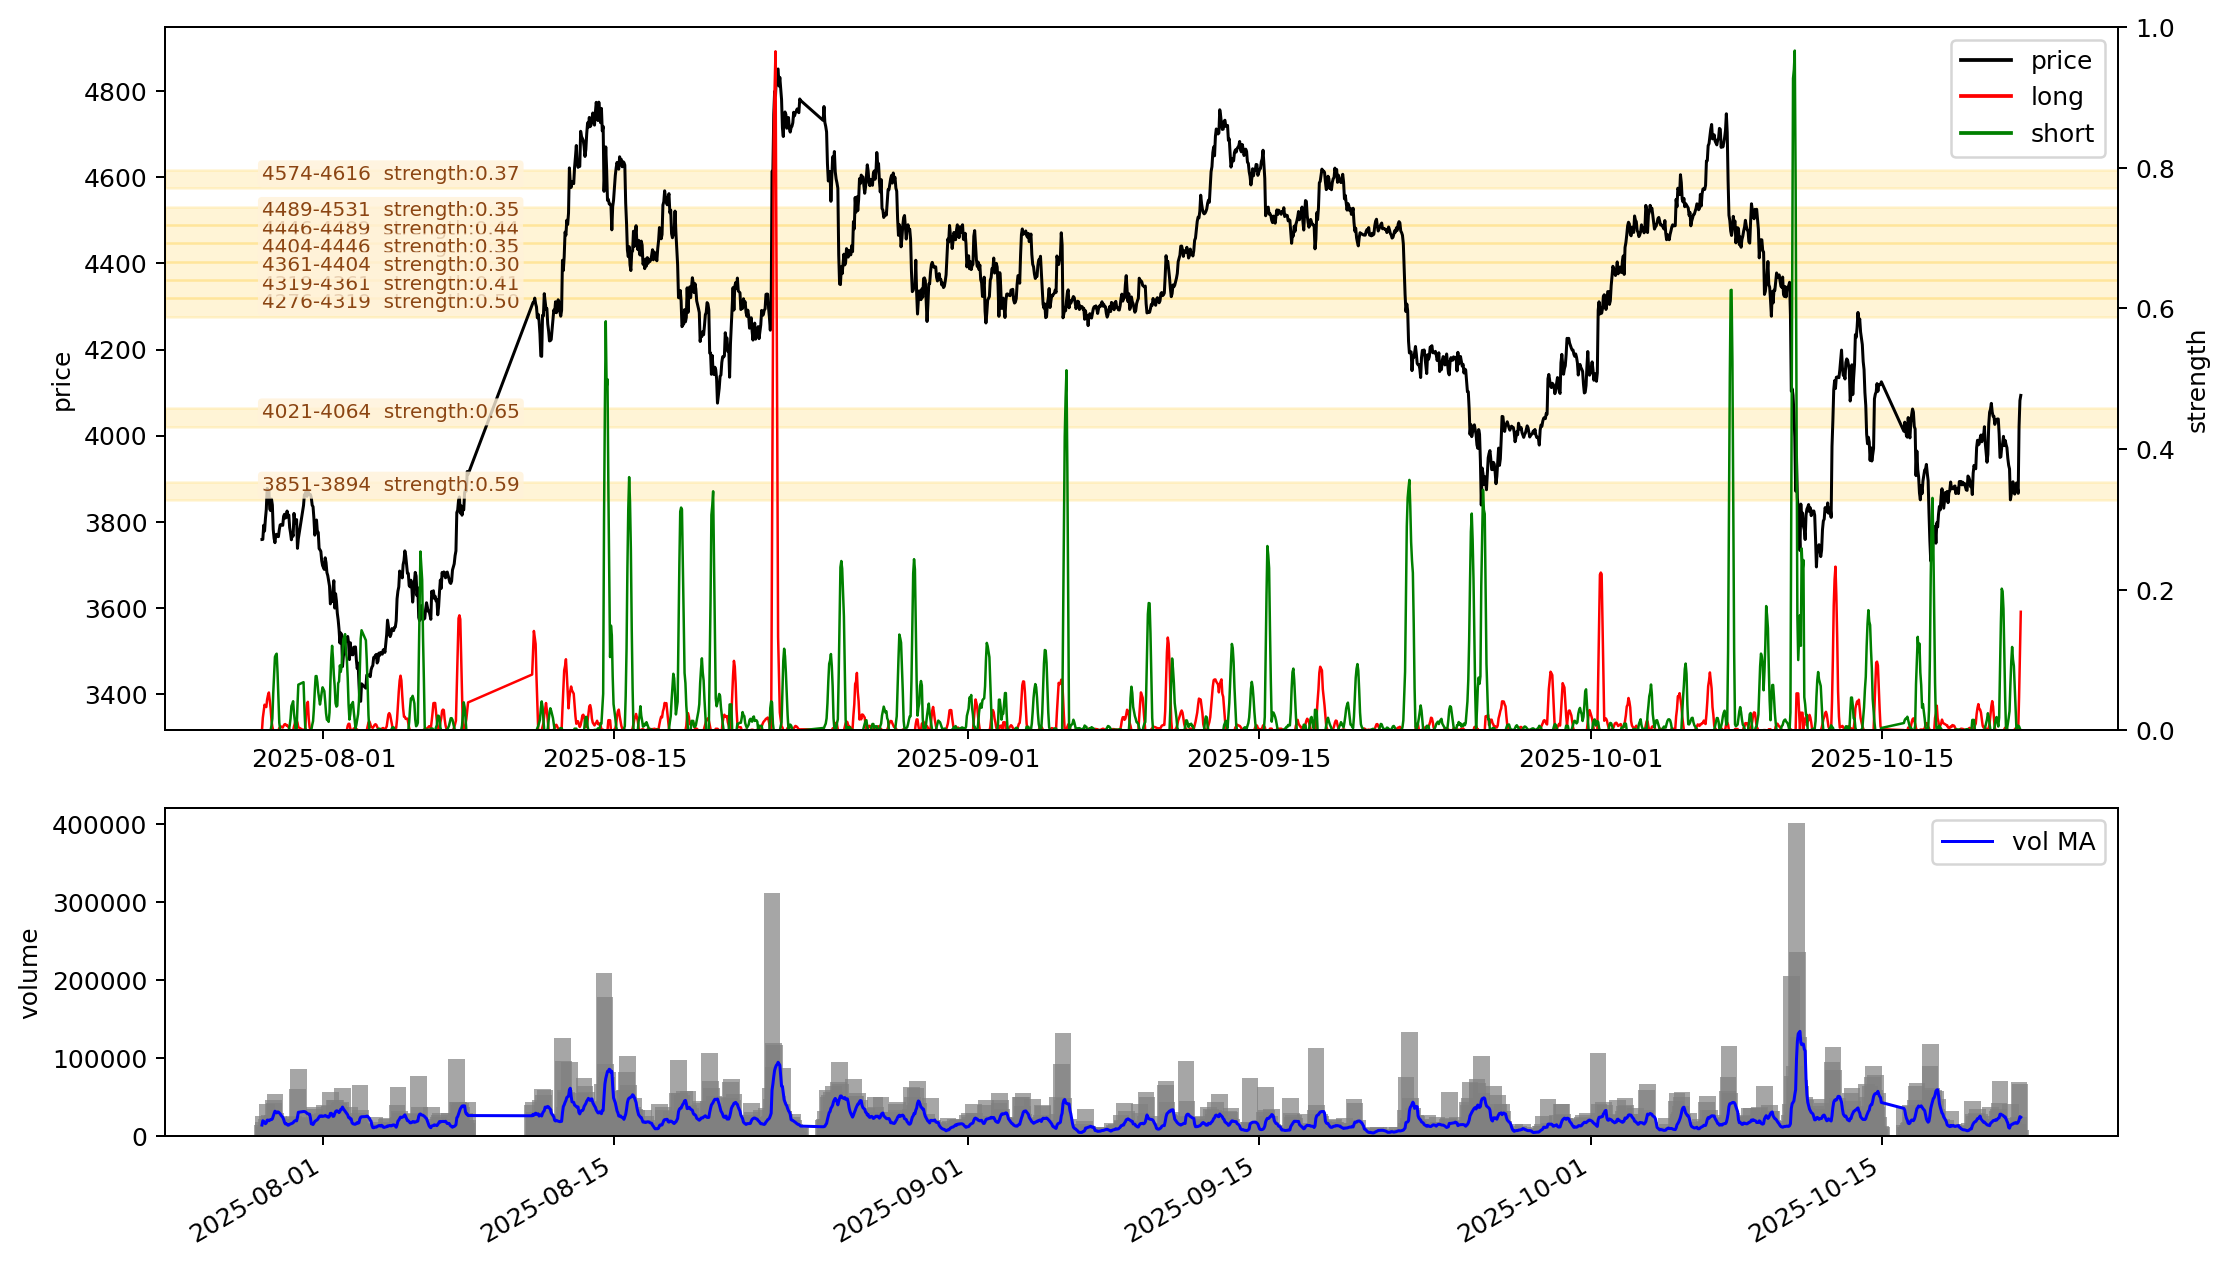 1.0
price
long
short
4800
0.8
4574-4616 strength:0.37
4600
4489-4531 strength:0.35
4446-4489 strength:0.44
4404-4446 strength:0.35
4400
4361-4404 strength:0.30
4319-4361 strength:0.41
4276-4319 strength:0.50
0.6
4200
price
strength
4021-4064 strength:0.65
4000
0.4
3851-3894 strength:0.59
3800
3600
0.2
3400
0.0
2025-08-01
2025-08-15
2025-09-01
2025-09-15
2025-10-01
2025-10-15
400000
vol MA
300000
volume
200000
100000
0
2025-08-01
2025-08-15
2025-09-01
2025-09-15
2025-10-01
2025-10-15